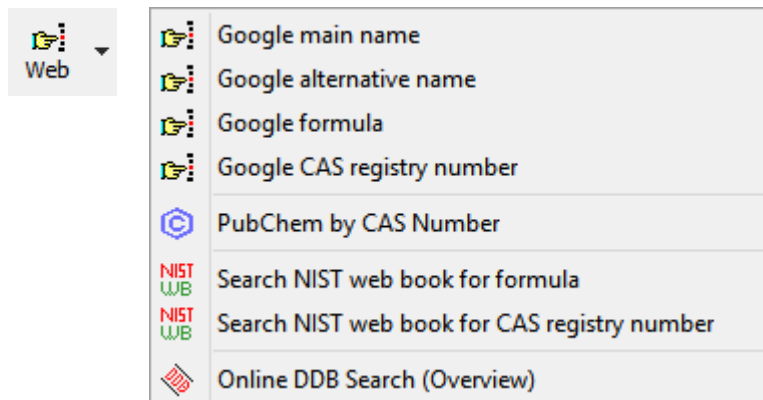 Web
Google main name
Google alternative name
Google formula
Google CAS registry number
C PubChem by CAS Number
NIST WB Search NIST web book for formula
NIST WB Search NIST web book for CAS registry number
DDB Online DDB Search (Overview)